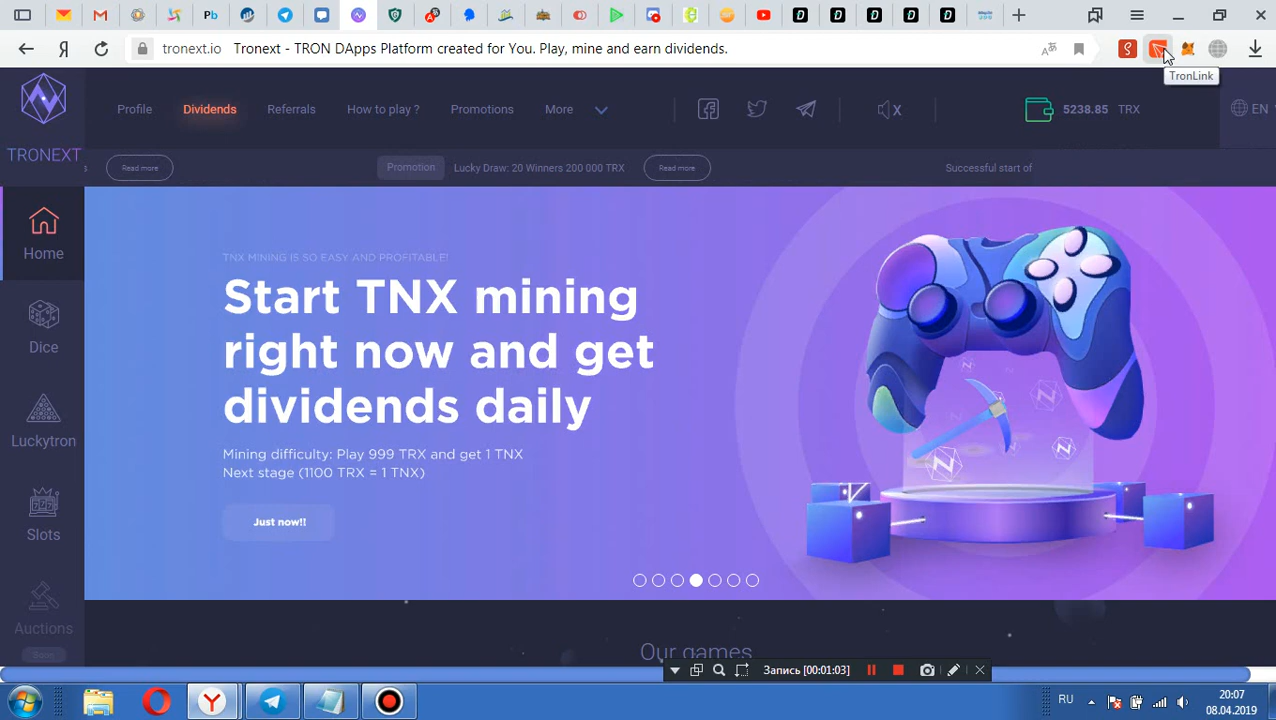 tronext.io Tronext - TRON DApps Platform created for You. Play, mine and earn dividends.
TronLink
Profile Dividends Referrals How to play ? Promotions More 5238.85 TRX EN
TRONEXT
Read more Promotion Lucky Draw: 20 Winners 200 000 TRX Read more Successful start of
Home
Dice
Luckytron
Slots
Auctions
Soon
TNX MINING IS SO EASY AND PROFITABLE!
Start TNX mining
right now and get
dividends daily
Mining difficulty: Play 999 TRX and get 1 TNX
Next stage (1100 TRX = 1 TNX)
Just now!!
Our games
Запись [00:01:03]
RU
20:07
08.04.2019